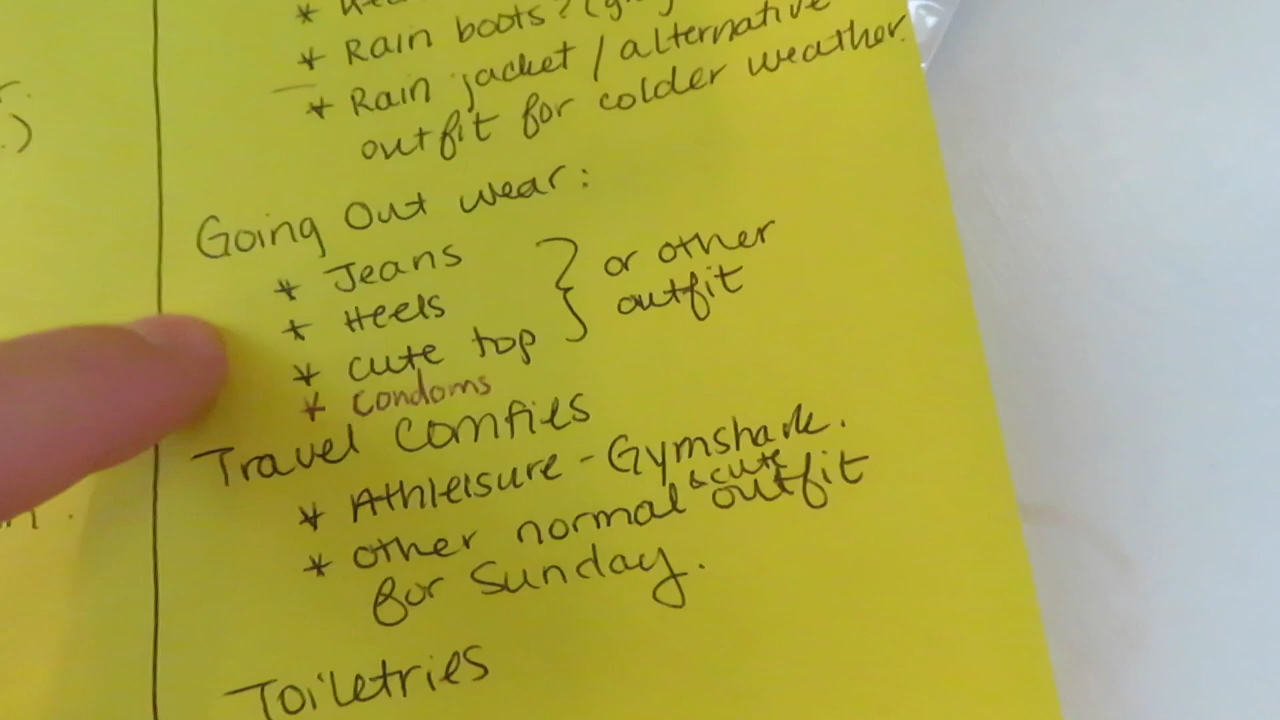 * Rain boots?
* Rain jacket / alternative
outfit for colder weather.
Going Out wear:
* Jeans
* Heels
* cute top
} or other
outfit
* Condoms
Travel Comfies
* Athleisure - Gymshark.
* Other normal & cute outfit
for Sunday.
Toiletries